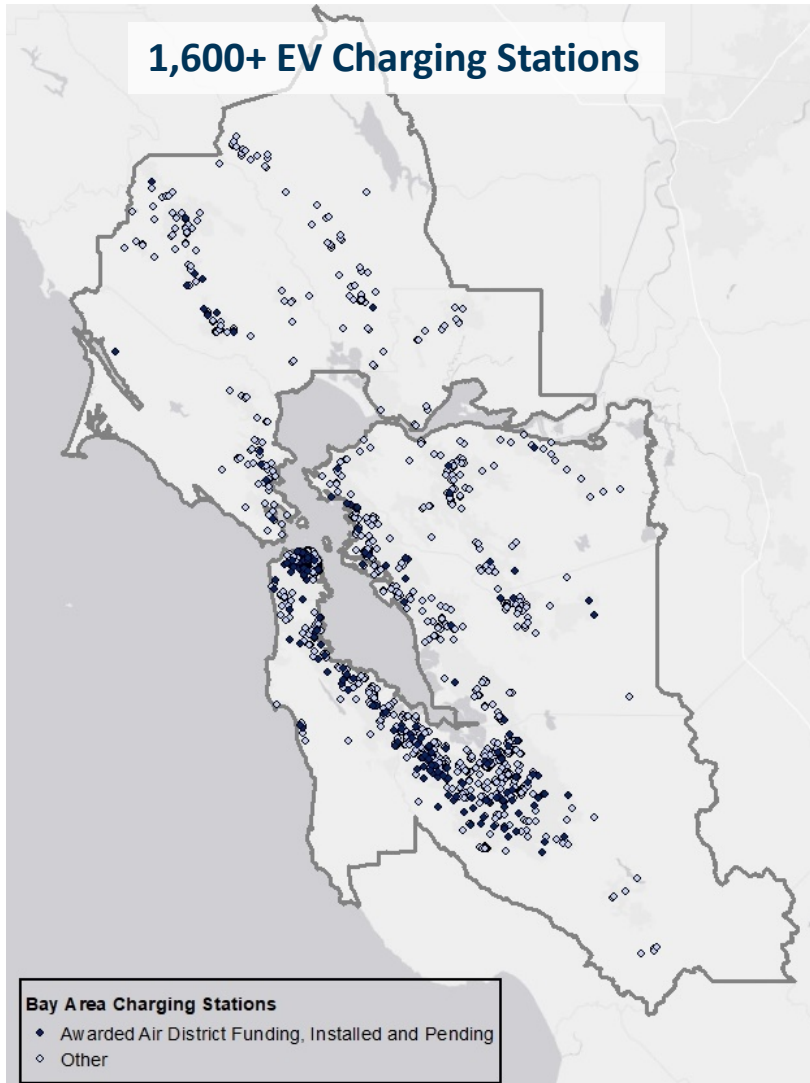 1,600+ EV Charging Stations
Bay Area Charging Stations
Awarded Air District Funding, Installed and Pending
Other